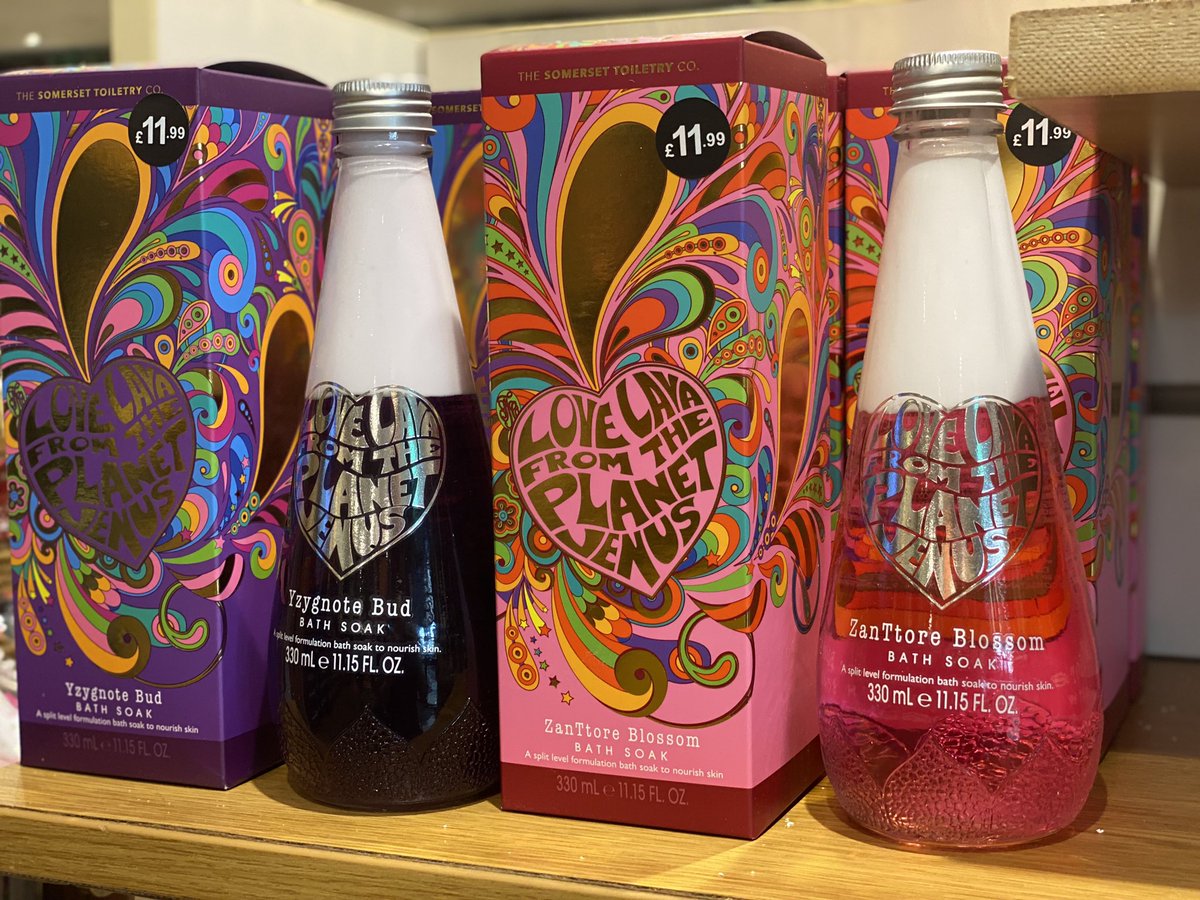 THE SOMERSET TOILETRY CO.
£11.99
LOVE LAVA
FROM THE
PLANET
VENUS
Yzygnote Bud
BATH SOAK
A split level formulation bath soak to nourish skin
330 mL e 11.15 FL. OZ.
LOVE LAVA
FROM THE
PLANET
VENUS
Yzygnote Bud
BATH SOAK
A split level formulation bath soak to nourish skin.
330 mL e 11.15 FL. OZ.
SOMERSET TOILETRY CO.
THE SOMERSET TOILETRY CO.
£11.99
LOVE LAVA
FROM THE
PLANET
VENUS
ZanTtore Blossom
BATH SOAK
A split level formulation bath soak to nourish skin
330 mL e 11.15 FL. OZ.
THE
£11.99
LOVE LAVA
FROM THE
PLANET
VENUS
ZanTtore Blossom
BATH SOAK
A split level formulation bath soak to nourish skin.
330 mL e 11.15 FL. OZ.